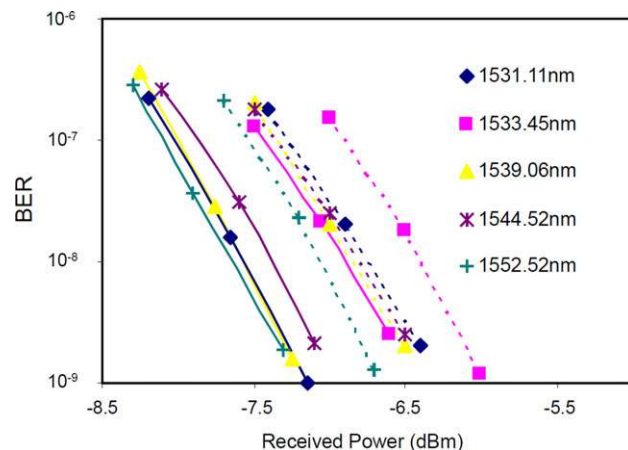 10-6
10-7
10-8
10-9
BER
-8.5 -7.5 -6.5 -5.5
Received Power (dBm)
1531.11nm
1533.45nm
1539.06nm
1544.52nm
1552.52nm